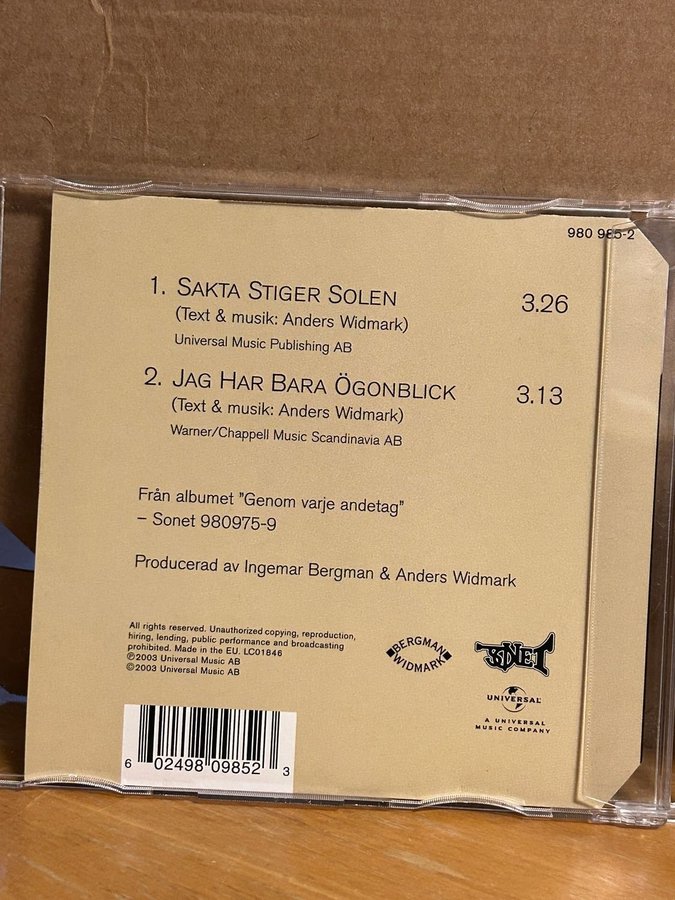 980 985-2
1. SAKTA STIGER SOLEN 3.26
(Text & musik: Anders Widmark)
Universal Music Publishing AB
2. JAG HAR BARA ÖGONBLICK 3.13
(Text & musik: Anders Widmark)
Warner/Chappell Music Scandinavia AB
Från albumet "Genom varje andetag"
– Sonet 980975-9
Producerad av Ingemar Bergman & Anders Widmark
All rights reserved. Unauthorized copying, reproduction,
hiring, lending, public performance and broadcasting
prohibited. Made in the EU. LC01846
℗2003 Universal Music AB
©2003 Universal Music AB
BERGMAN
WIDMARK
SONET
UNIVERSAL
A UNIVERSAL
MUSIC COMPANY
6 02498 09852 3